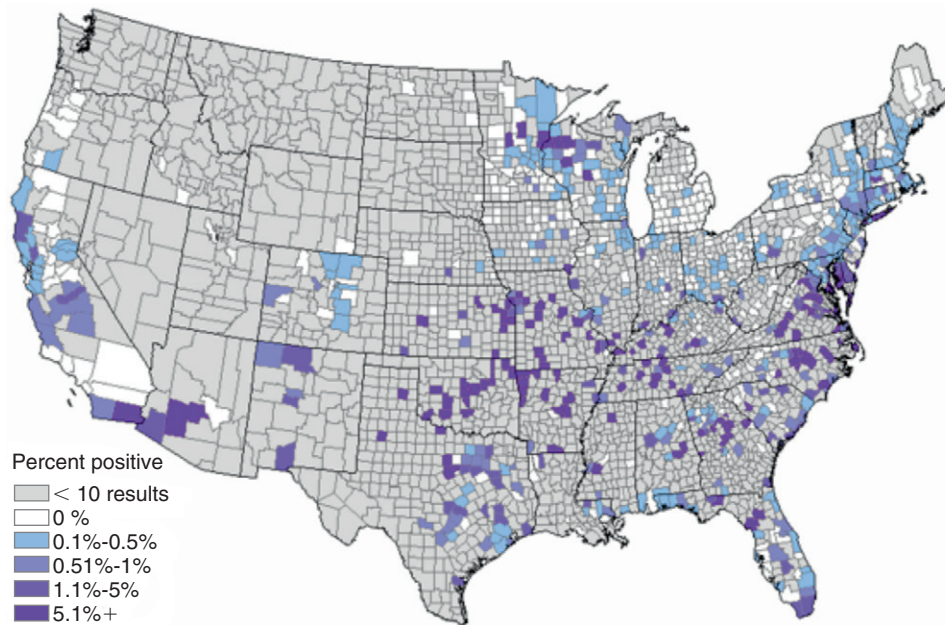 Percent positive
< 10 results
0 %
0.1%-0.5%
0.51%-1%
1.1%-5%
5.1%+